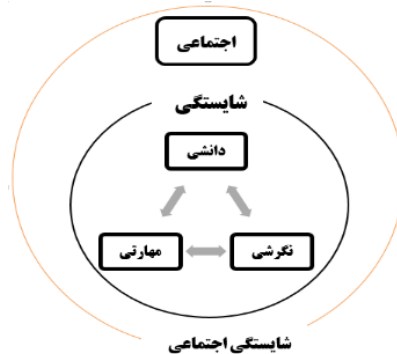 اجتماعی
شایستگی
دانشی
نگرشی
مهارتی
شایستگی اجتماعی